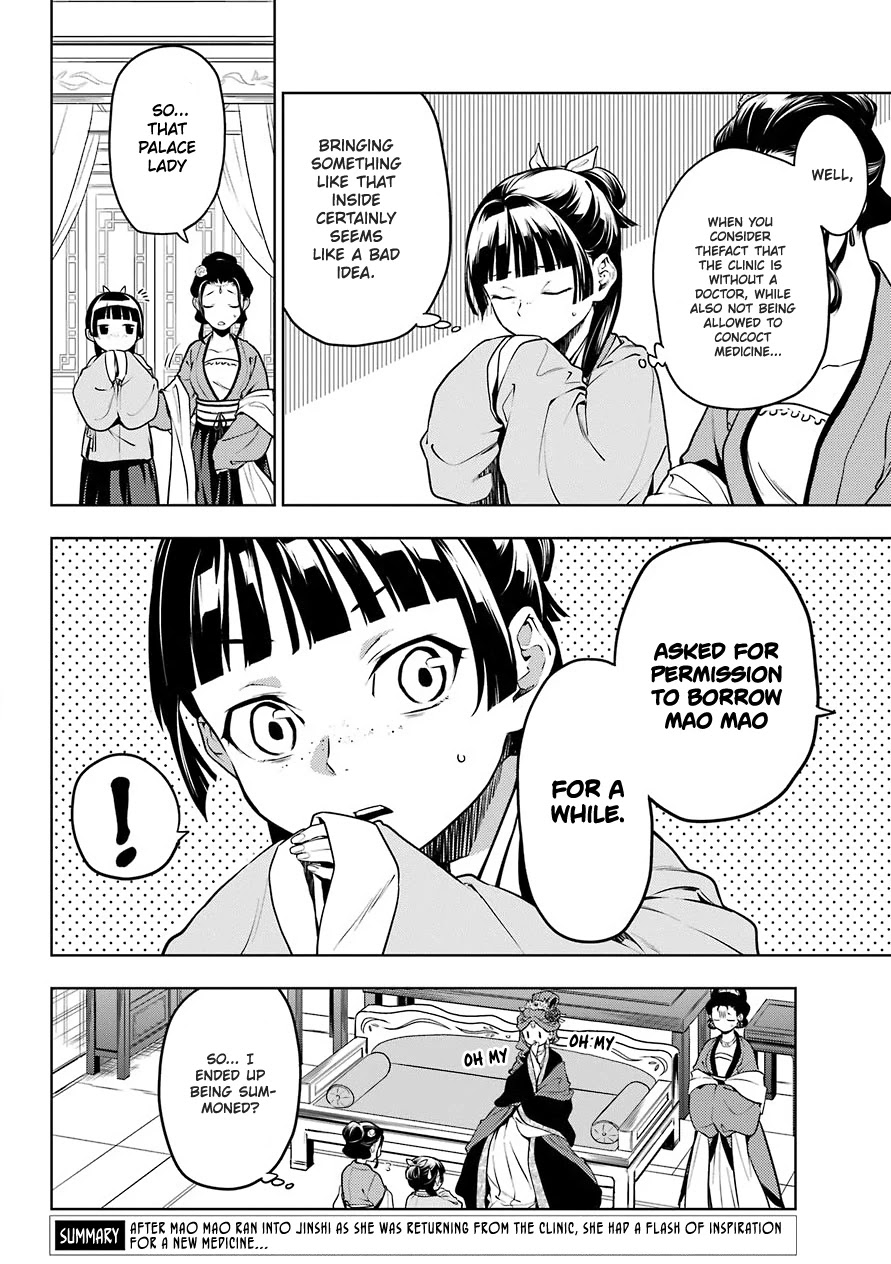 WELL,
WHEN YOU
CONSIDER
THEFACT THAT
THE CLINIC IS
WITHOUT A
DOCTOR, WHILE
ALSO NOT BEING
ALLOWED TO
CONCOCT
MEDICINE...
BRINGING
SOMETHING
LIKE THAT
INSIDE
CERTAINLY
SEEMS
LIKE A BAD
IDEA.
SO...
THAT
PALACE
LADY
ASKED FOR
PERMISSION
TO BORROW
MAO MAO
FOR A
WHILE.
!
OH MY
OH MY
SO... I
ENDED UP
BEING SUM-
MONED?
SUMMARY
AFTER MAO MAO RAN INTO JINSHI AS SHE WAS RETURNING FROM THE CLINIC, SHE HAD A FLASH OF INSPIRATION
FOR A NEW MEDICINE...